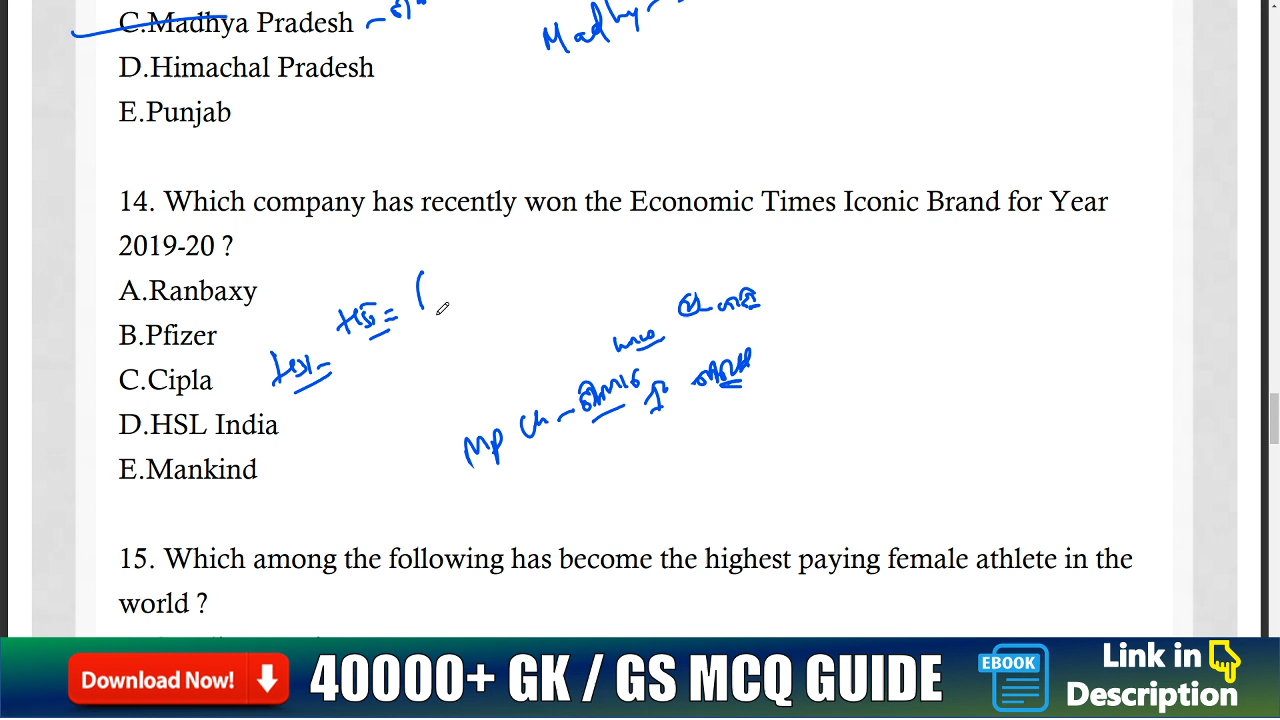 C.Madhya Pradesh
Madhy
D.Himachal Pradesh
E.Punjab
14. Which company has recently won the Economic Times Iconic Brand for Year
2019-20 ?
A.Ranbaxy
B.Pfizer
C.Cipla
D.HSL India
MP
E.Mankind
15. Which among the following has become the highest paying female athlete in the
world ?
Download Now!
40000+ GK / GS MCQ GUIDE
EBOOK
Link in
Description